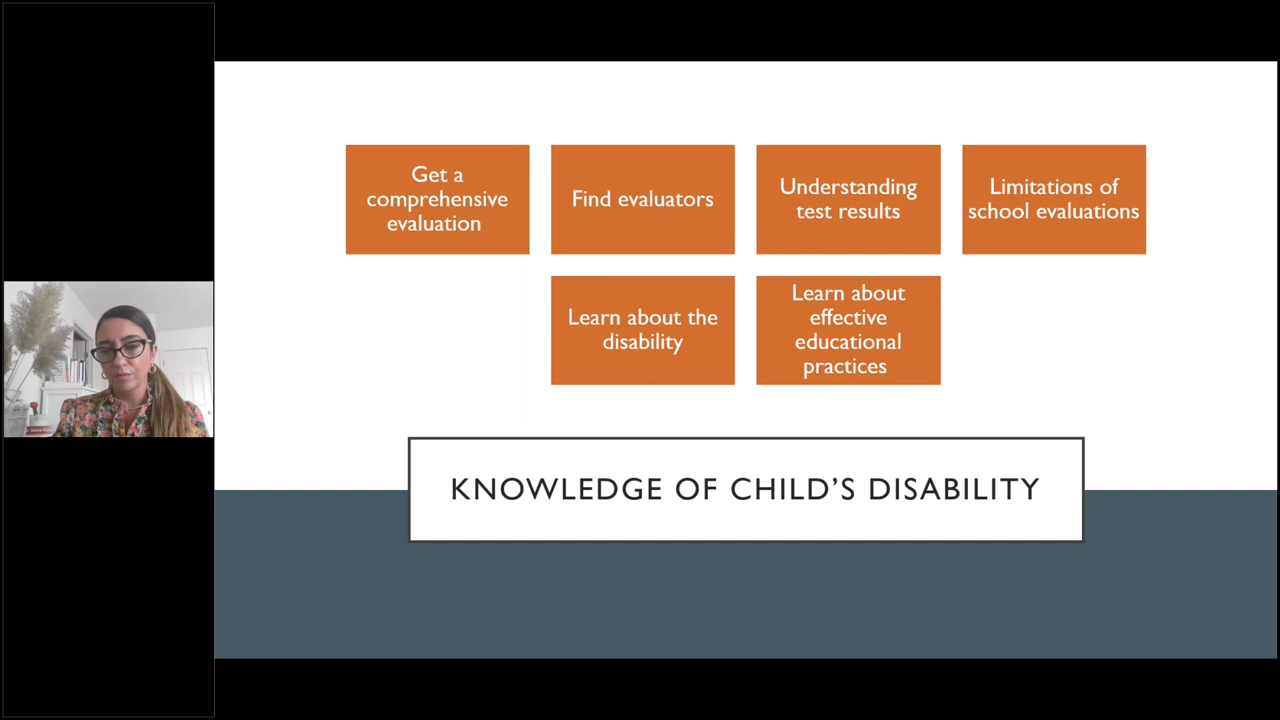 Get a
comprehensive
evaluation
Find evaluators
Understanding
test results
Limitations of
school evaluations
Learn about the
disability
Learn about
effective
educational
practices
KNOWLEDGE OF CHILD’S DISABILITY